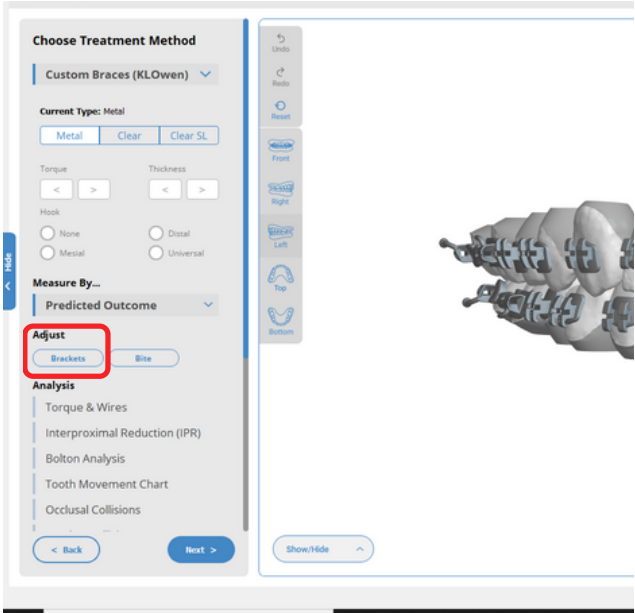 Choose Treatment Method
Custom Braces (KLOwen)
Current Type: Metal
Metal Clear Clear SL
Torque Thickness
< > < >
Hook
None Distal
Mesial Universal
Measure By...
Predicted Outcome
Adjust
Brackets Bite
Analysis
Torque & Wires
Interproximal Reduction (IPR)
Bolton Analysis
Tooth Movement Chart
Occlusal Collisions
< Back Next >
Hide
Undo
Redo
Reset
Front
Right
Left
Top
Bottom
Show/Hide